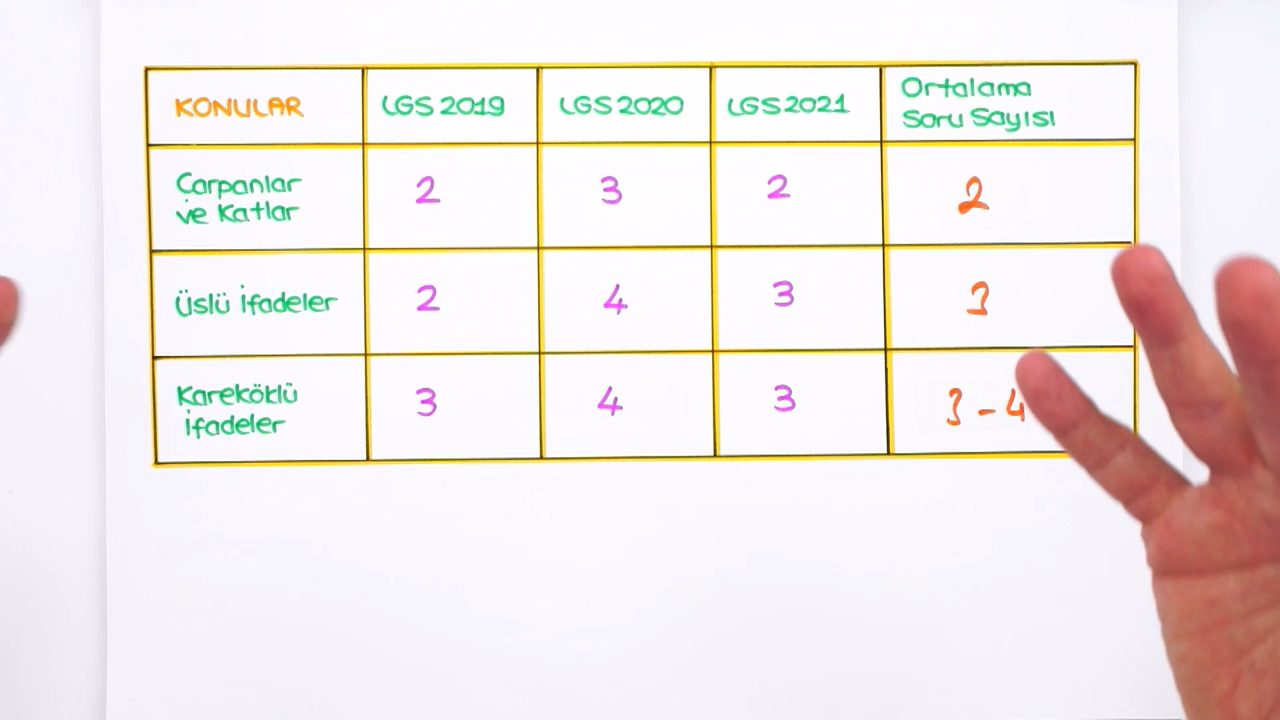 KONULAR LGS 2019 LGS 2020 LGS 2021 Ortalama
Soru Sayısı
Çarpanlar
ve Katlar 2 3 2 2
Üslü İfadeler 2 4 3 3
Kareköklü
İfadeler 3 4 3 3-4